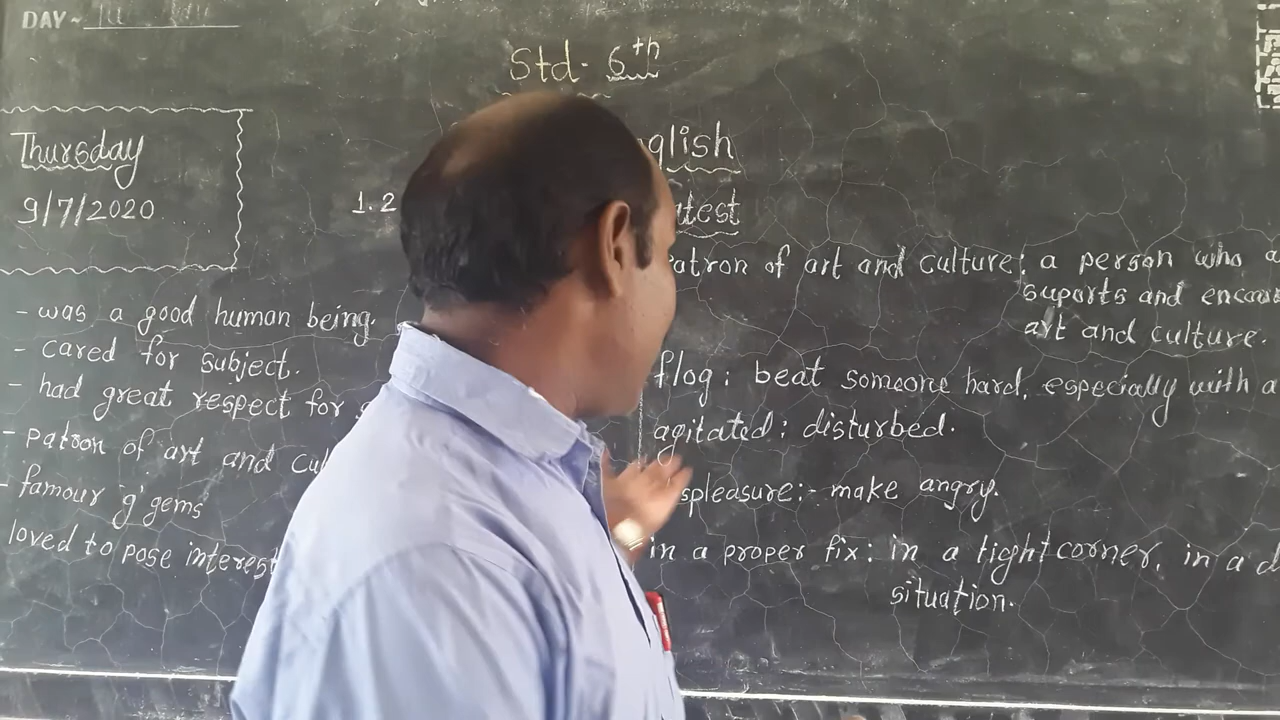 DAY~
Std. 6th
Thursday
9/7/2020
glish
1.2
atest
- was a good human being.
- cared for subject.
- had great respect for
- patron of art and cul
- famour 'g' gems
loved to pose interest
atron of art and culture: a person who
suports and encour
art and culture.
flog: beat someone hard, especially with a
agitated: disturbed.
spleasure:- make angry.
in a proper fix: in a tight corner, in a d
situation.